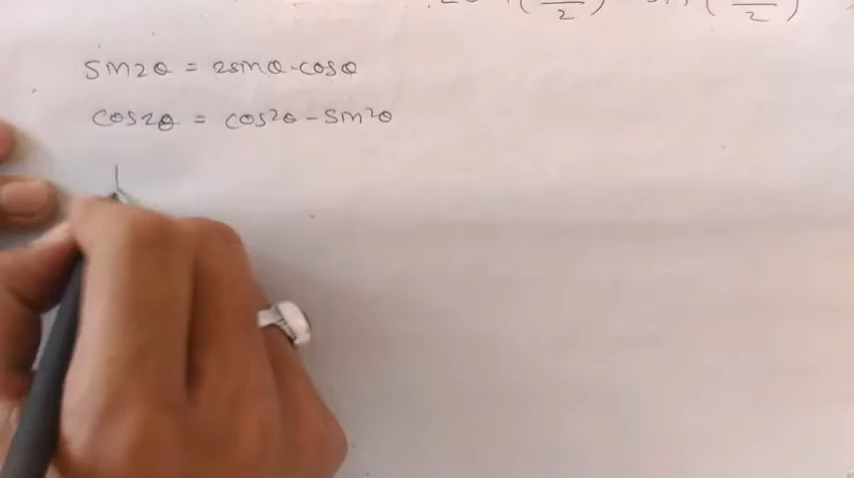 sin2θ = 2sinθ·cosθ
cos2θ = cos²θ - sin²θ